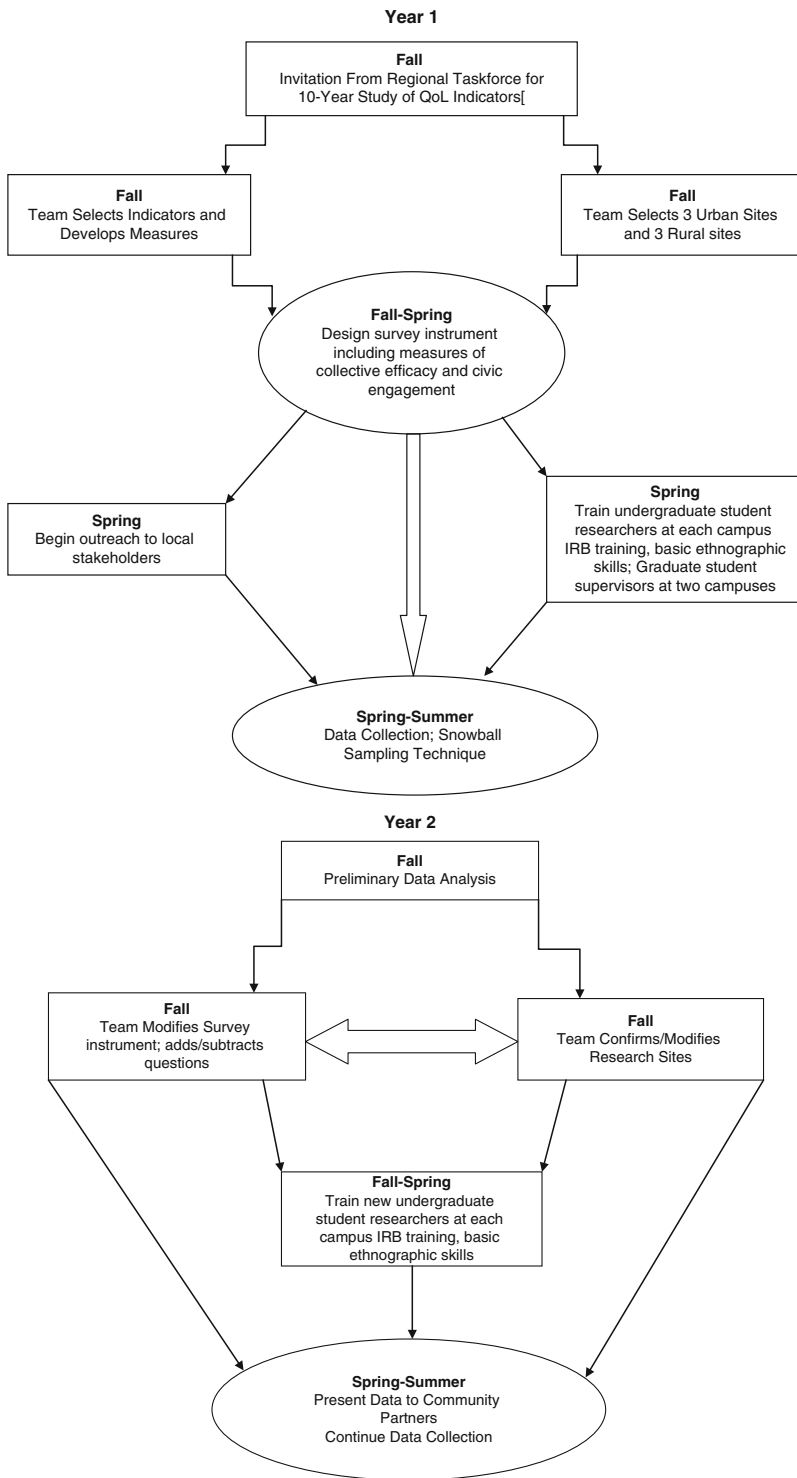 Year 1
Fall
Invitation From Regional Taskforce for
10-Year Study of QoL Indicators[
Fall
Team Selects Indicators and
Develops Measures
Fall
Team Selects 3 Urban Sites
and 3 Rural sites
Fall-Spring
Design survey instrument
including measures of
collective efficacy and civic
engagement
Spring
Begin outreach to local
stakeholders
Spring
Train undergraduate student
researchers at each campus
IRB training, basic ethnographic
skills; Graduate student
supervisors at two campuses
Spring-Summer
Data Collection; Snowball
Sampling Technique
Year 2
Fall
Preliminary Data Analysis
Fall
Team Modifies Survey
instrument; adds/subtracts
questions
Fall
Team Confirms/Modifies
Research Sites
Fall-Spring
Train new undergraduate
student researchers at each
campus IRB training, basic
ethnographic skills
Spring-Summer
Present Data to Community
Partners
Continue Data Collection